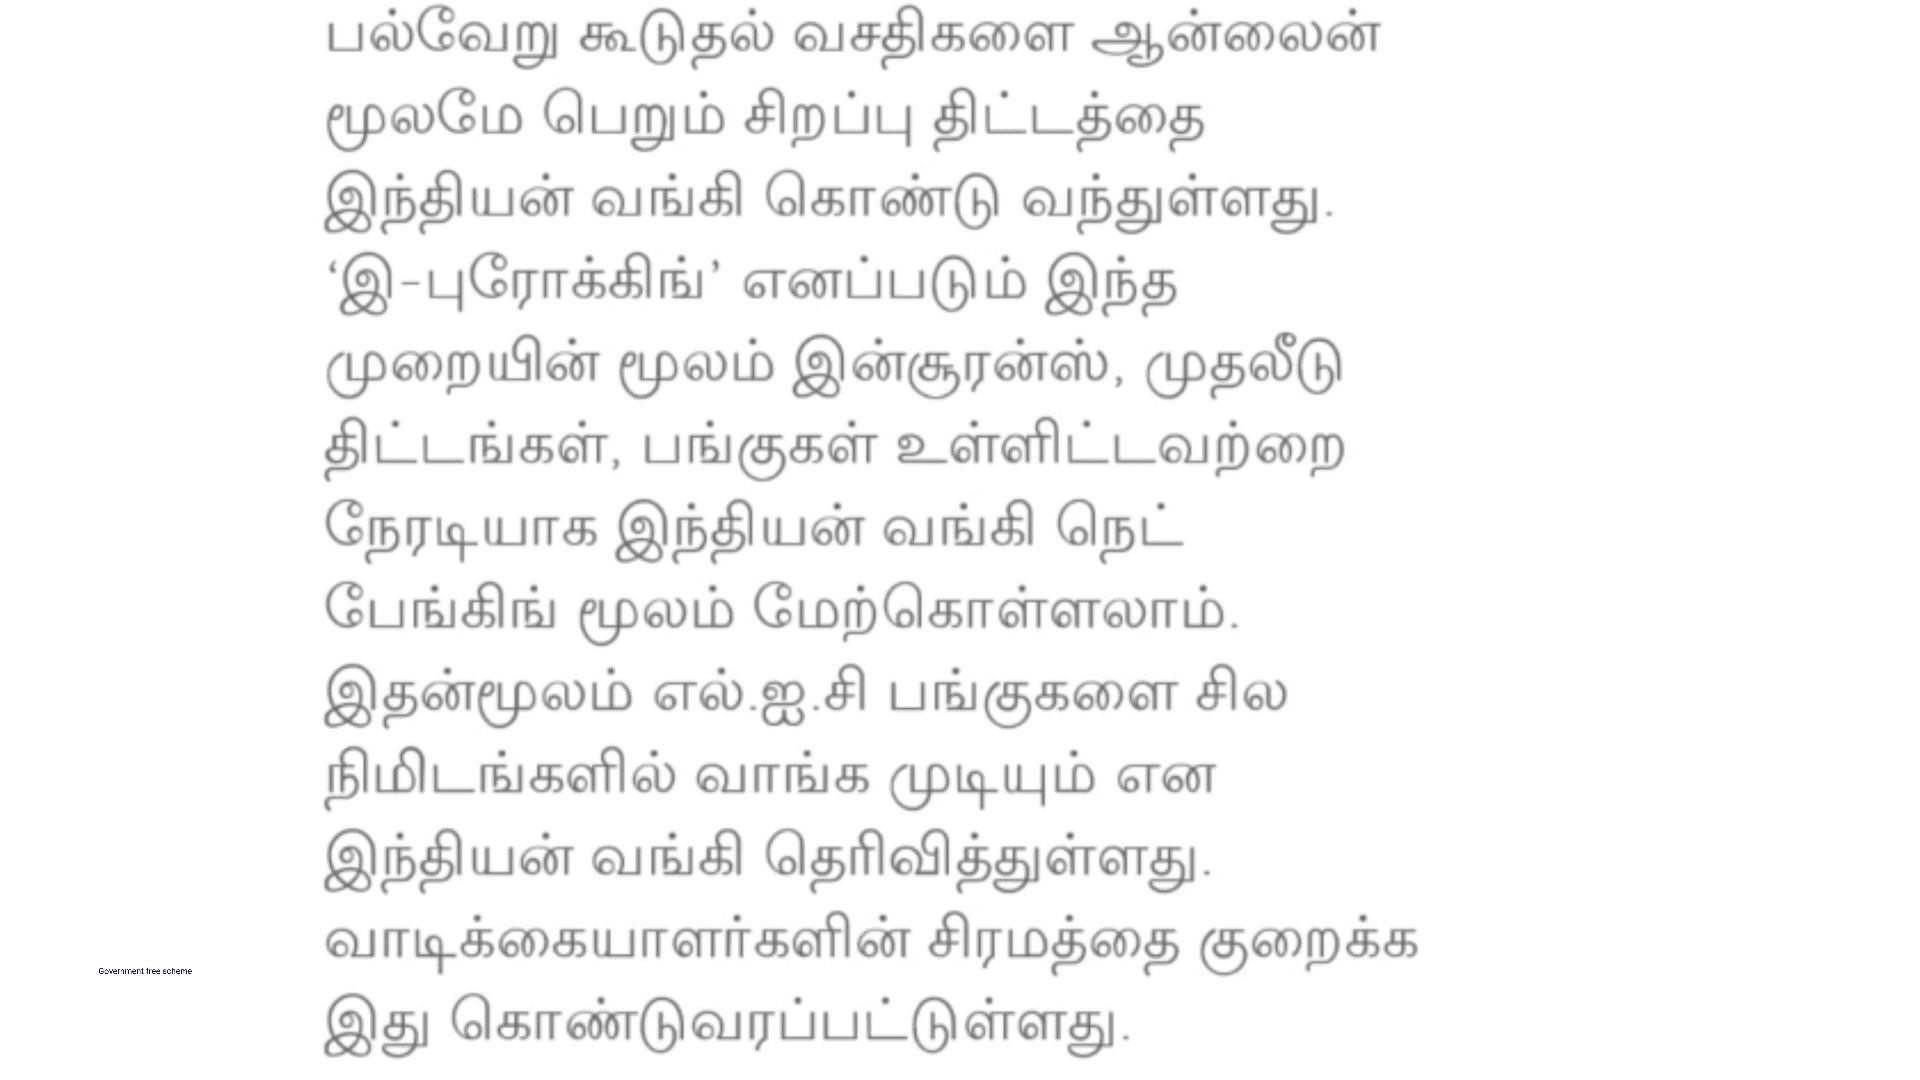 பல்வேறு கூடுதல் வசதிகளை ஆன்லைன்
மூலமே பெறும் சிறப்பு திட்டத்தை
இந்தியன் வங்கி கொண்டு வந்துள்ளது.
‘இ-புரோக்கிங்’ எனப்படும் இந்த
முறையின் மூலம் இன்சூரன்ஸ், முதலீடு
திட்டங்கள், பங்குகள் உள்ளிட்டவற்றை
நேரடியாக இந்தியன் வங்கி நெட்
பேங்கிங் மூலம் மேற்கொள்ளலாம்.
இதன்மூலம் எல்.ஐ.சி பங்குகளை சில
நிமிடங்களில் வாங்க முடியும் என
இந்தியன் வங்கி தெரிவித்துள்ளது.
வாடிக்கையாளர்களின் சிரமத்தை குறைக்க
Government free scheme
இது கொண்டுவரப்பட்டுள்ளது.